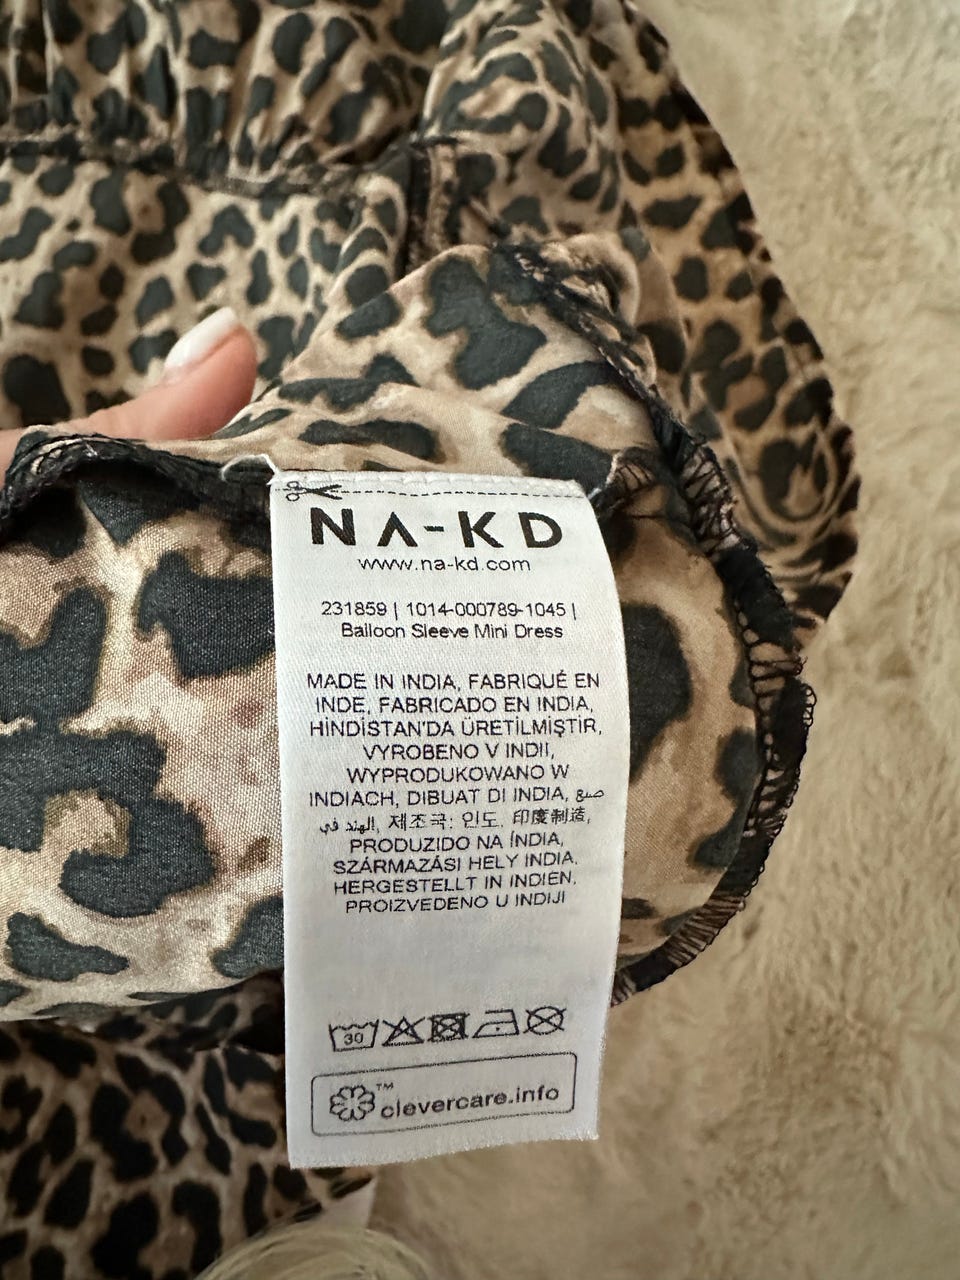 NA-KD
www.na-kd.com
231859 | 1014-000789-1045 |
Balloon Sleeve Mini Dress
MADE IN INDIA, FABRIQUÉ EN
INDE, FABRICADO EN INDIA,
HİNDİSTAN'DA ÜRETİLMİŞTİR,
VYROBENO V INDII,
WYPRODUKOWANO W
INDIACH, DIBUAT DI INDIA, صنع
في الهند, 제조국: 인도, 印度制造,
PRODUZIDO NA ÍNDIA,
SZÁRMAZÁSI HELY INDIA,
HERGESTELLT IN INDIEN,
PROIZVEDENO U INDIJI
30
™ clevercare.info